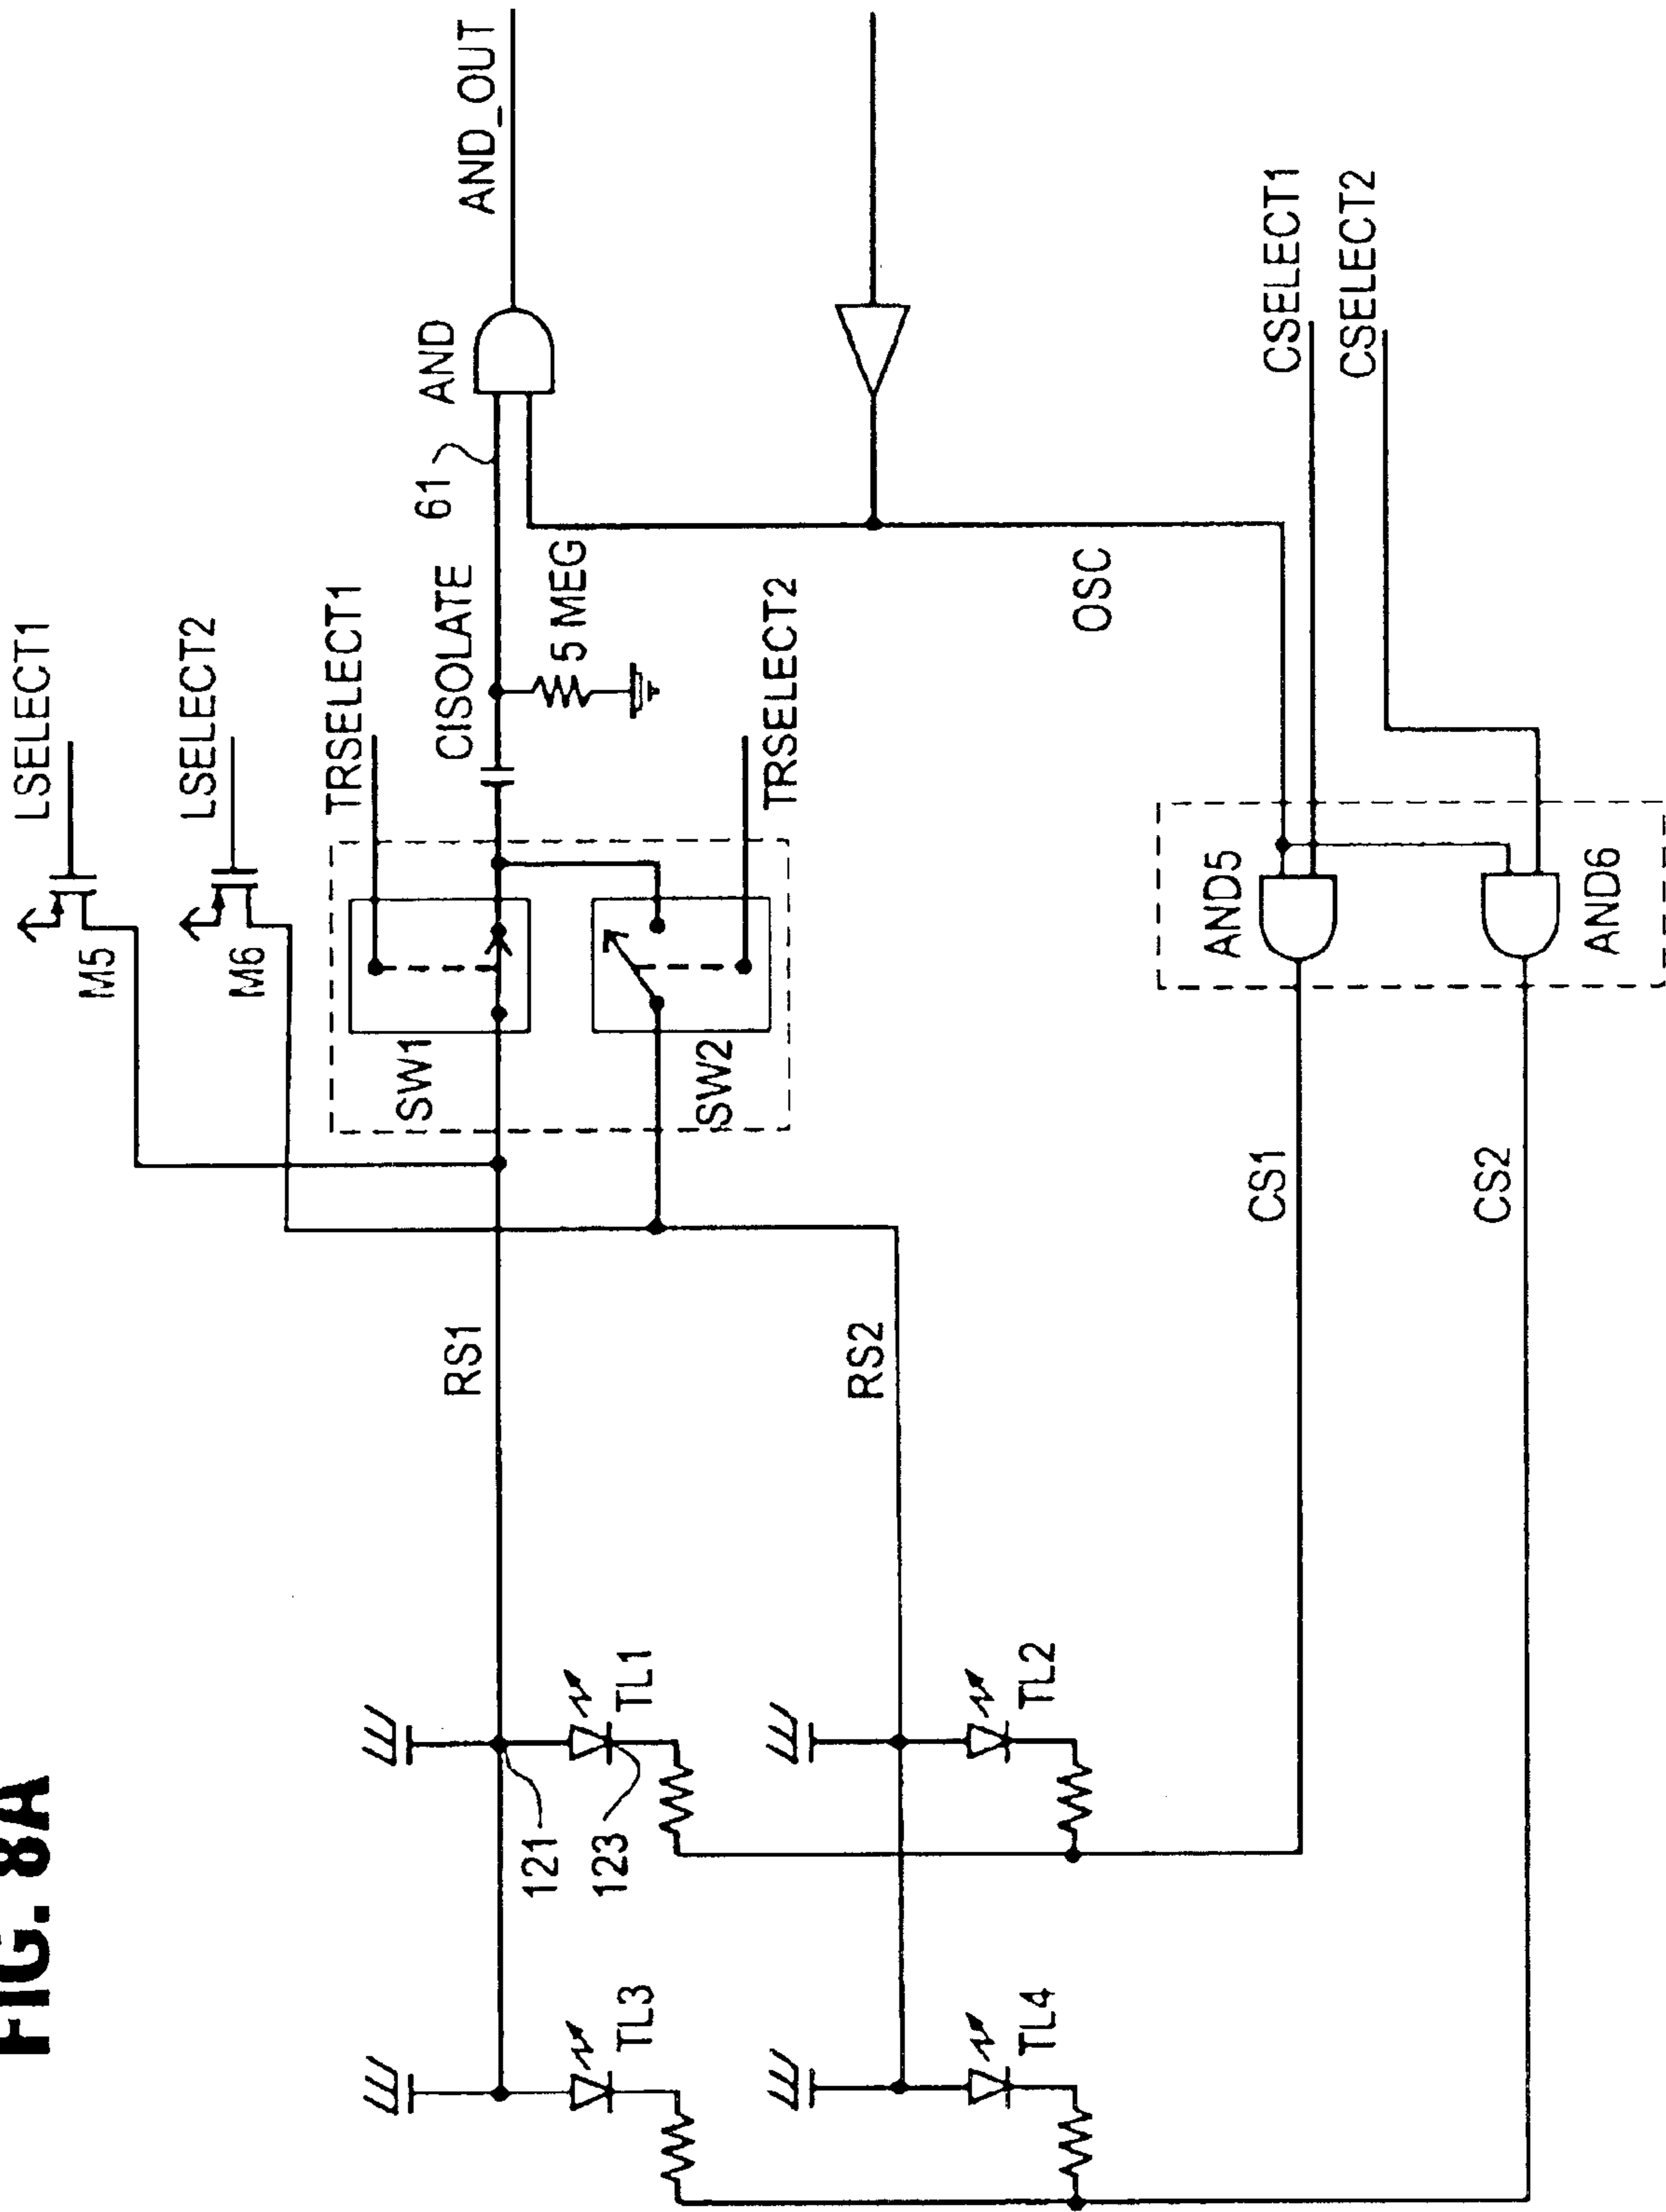 FIG. 8A
LSELECT1
LSELECT2
M5
M6
TRSELECT1
CISOLATE
5 MEG
TRSELECT2
61
AND
AND_OUT
SW1
SW2
RS1
RS2
OSC
CSELECT1
CSELECT2
AND5
AND6
CS1
CS2
121
123
TL1
TL2
TL3
TL4